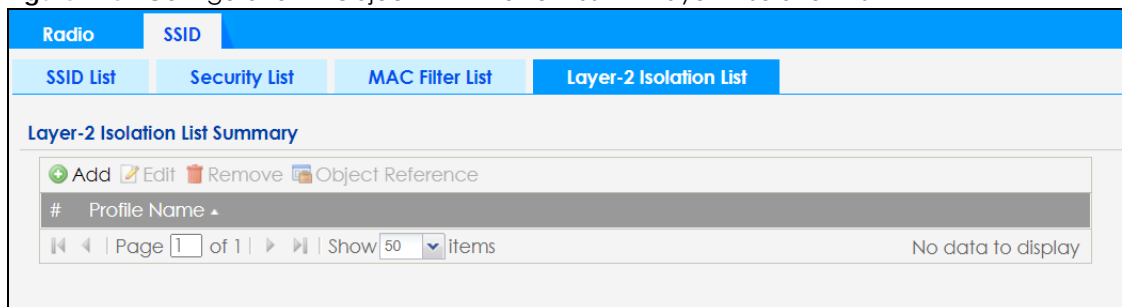 Radio SSID
SSID List Security List MAC Filter List Layer-2 Isolation List
Layer-2 Isolation List Summary
Add Edit Remove Object Reference
# Profile Name
Page 1 of 1 Show 50 items No data to display